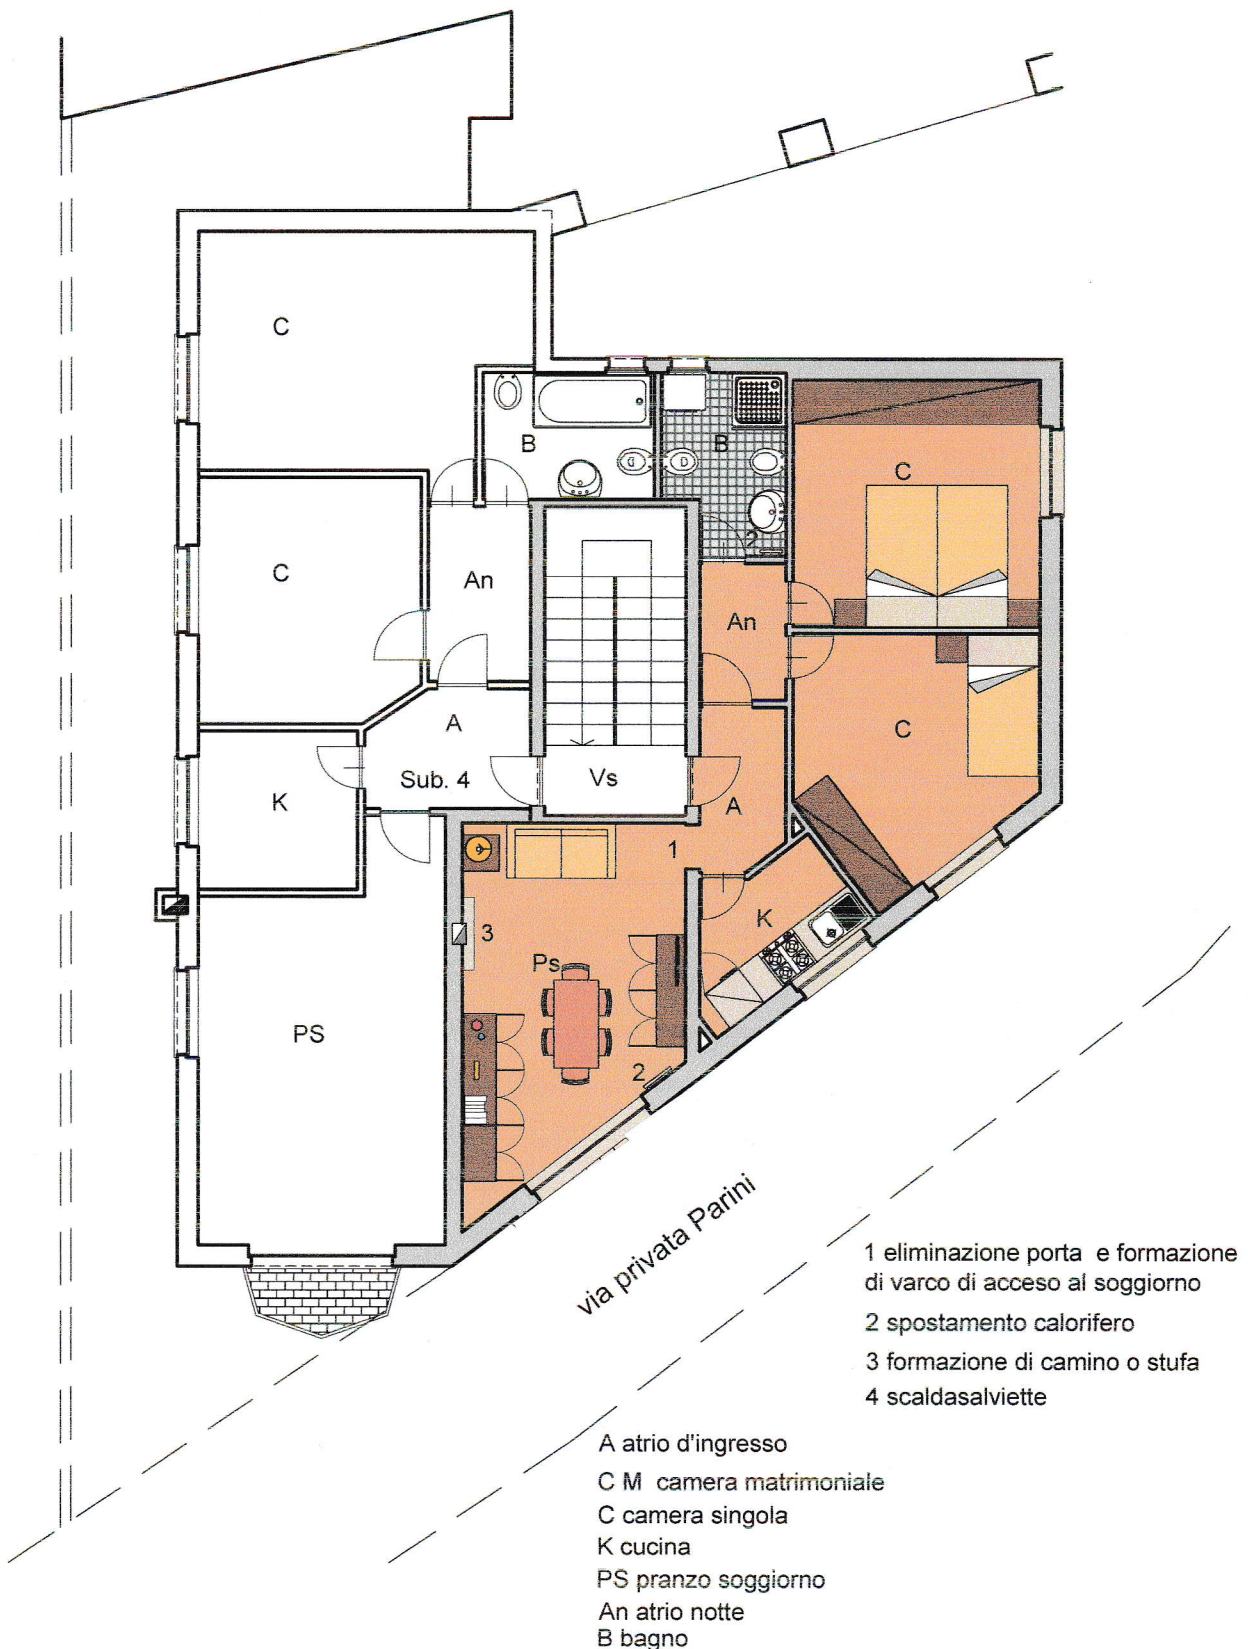 C
B
B
C
C
An
2
An
A
C
Sub. 4
Vs
K
A
1
K
3
Ps
PS
2
via privata Parini
1 eliminazione porta e formazione
di varco di acceso al soggiorno
2 spostamento calorifero
3 formazione di camino o stufa
4 scaldasalviette
A atrio d'ingresso
C M camera matrimoniale
C camera singola
K cucina
PS pranzo soggiorno
An atrio notte
B bagno